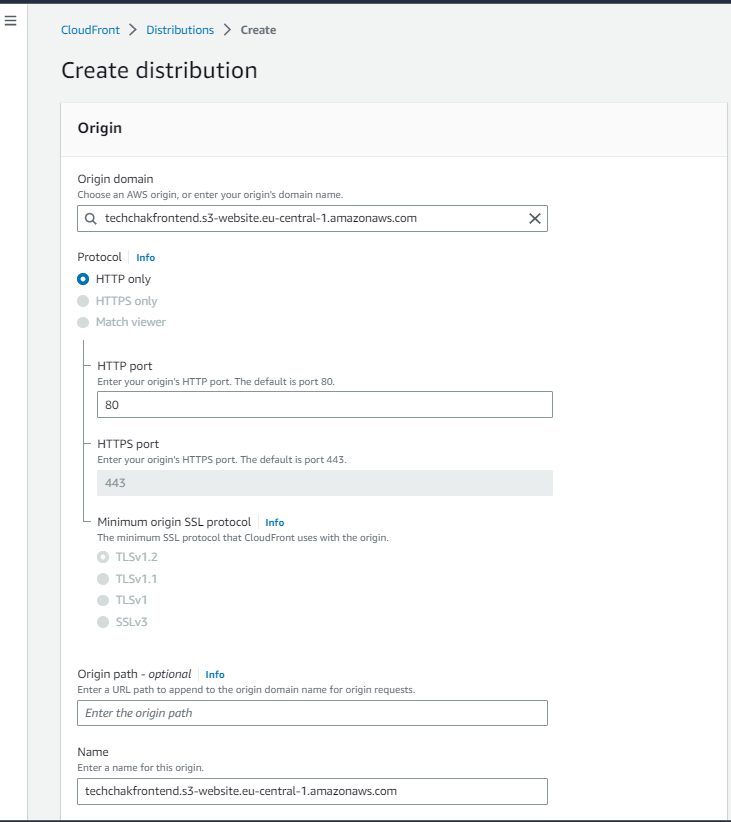 CloudFront > Distributions > Create
Create distribution
Origin
Origin domain
Choose an AWS origin, or enter your origin's domain name.
techchakfrontend.s3-website.eu-central-1.amazonaws.com
Protocol Info
HTTP only
HTTPS only
Match viewer
HTTP port
Enter your origin's HTTP port. The default is port 80.
80
HTTPS port
Enter your origin's HTTPS port. The default is port 443.
443
Minimum origin SSL protocol Info
The minimum SSL protocol that CloudFront uses with the origin.
TLSv1.2
TLSv1.1
TLSv1
SSLv3
Origin path - optional Info
Enter a URL path to append to the origin domain name for origin requests.
Enter the origin path
Name
Enter a name for this origin.
techchakfrontend.s3-website.eu-central-1.amazonaws.com